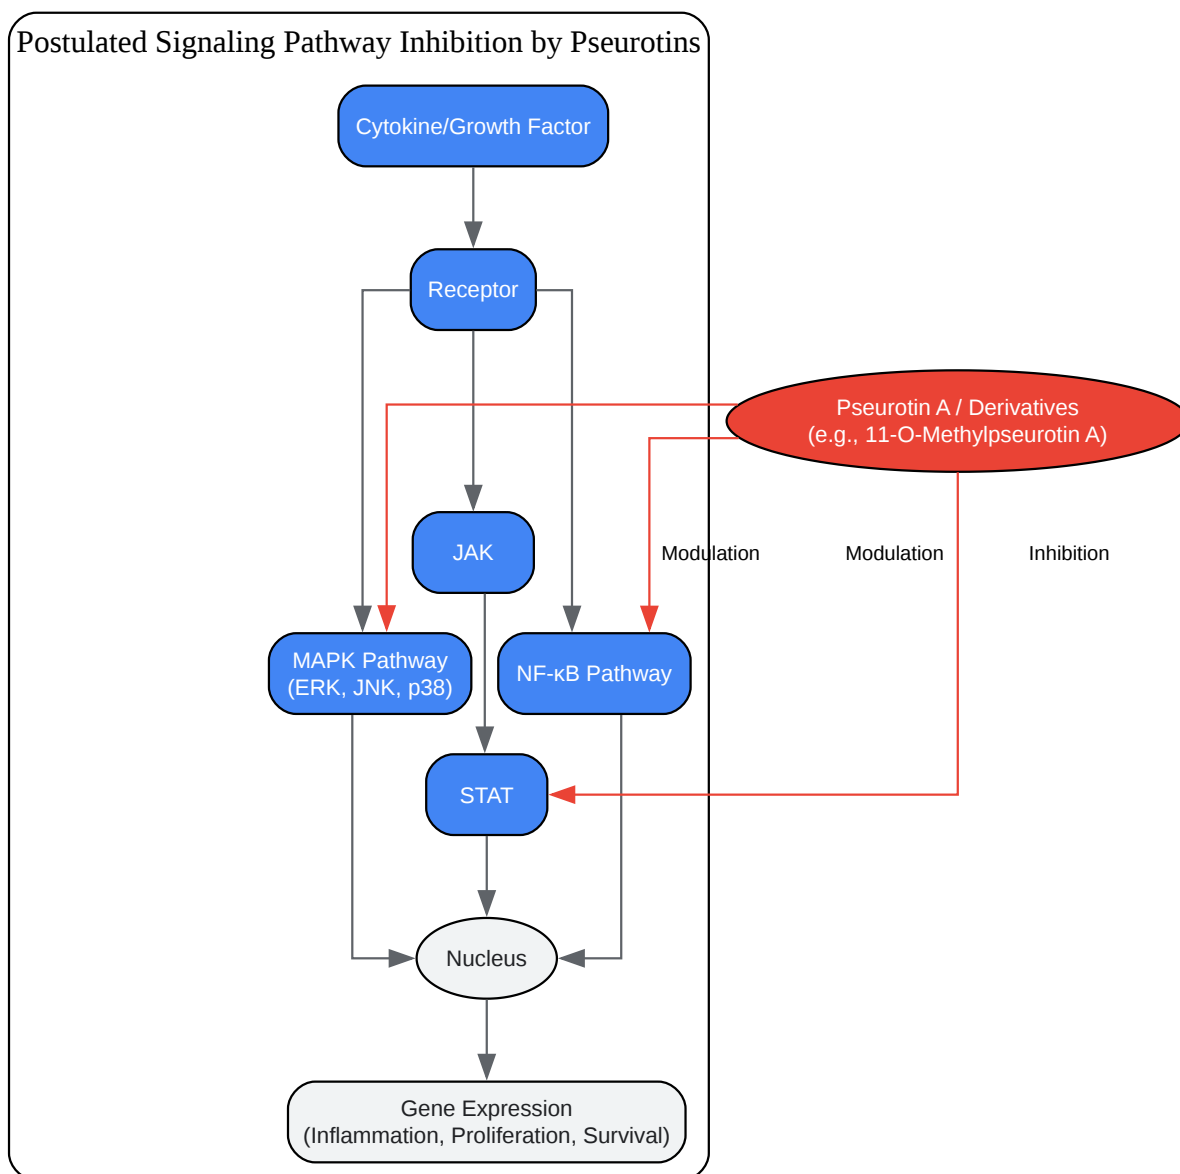 Postulated Signaling Pathway Inhibition by Pseurotins
Cytokine/Growth Factor
Receptor
Pseurotin A / Derivatives
(e.g., 11-O-Methylpseurotin A)
JAK
Modulation
Modulation
Inhibition
MAPK Pathway
(ERK, JNK, p38)
NF-κB Pathway
STAT
Nucleus
Gene Expression
(Inflammation, Proliferation, Survival)